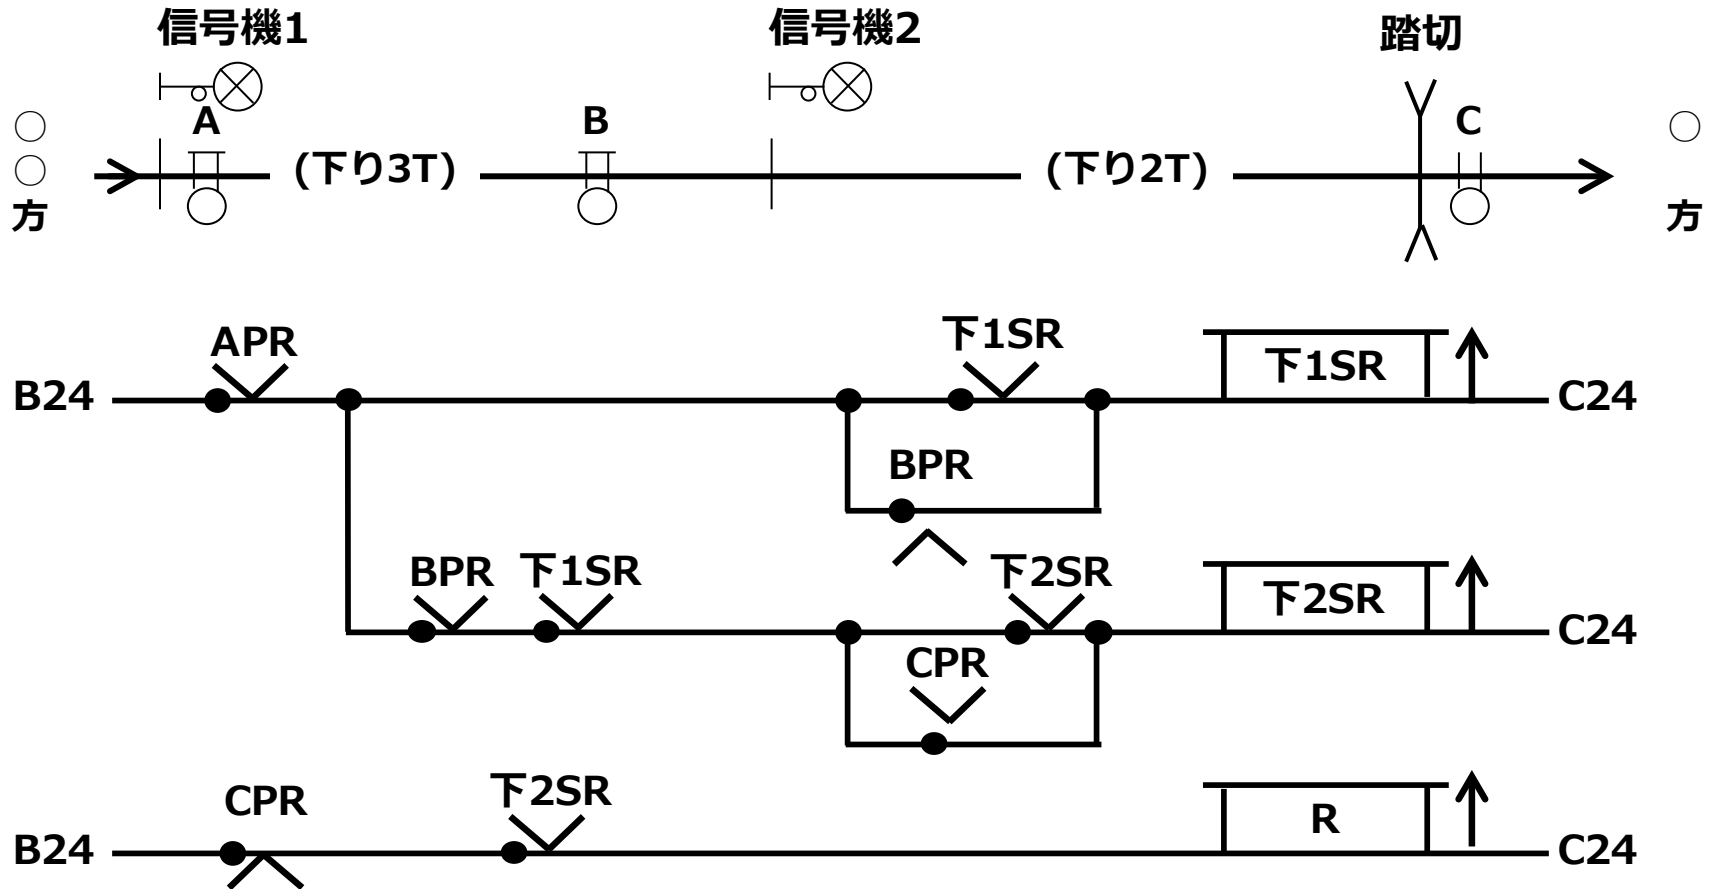 信号機1
信号機2
踏切
○○方
A
(下り3T)
B
(下り2T)
C
○方
APR
下1SR
下1SR
B24
C24
BPR
BPR
下1SR
下2SR
下2SR
C24
CPR
CPR
下2SR
R
B24
C24